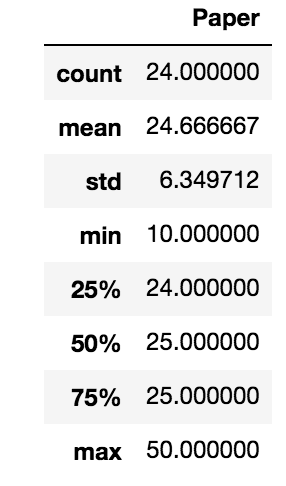 Paper
count 24.000000
mean 24.666667
std 6.349712
min 10.000000
25% 24.000000
50% 25.000000
75% 25.000000
max 50.000000